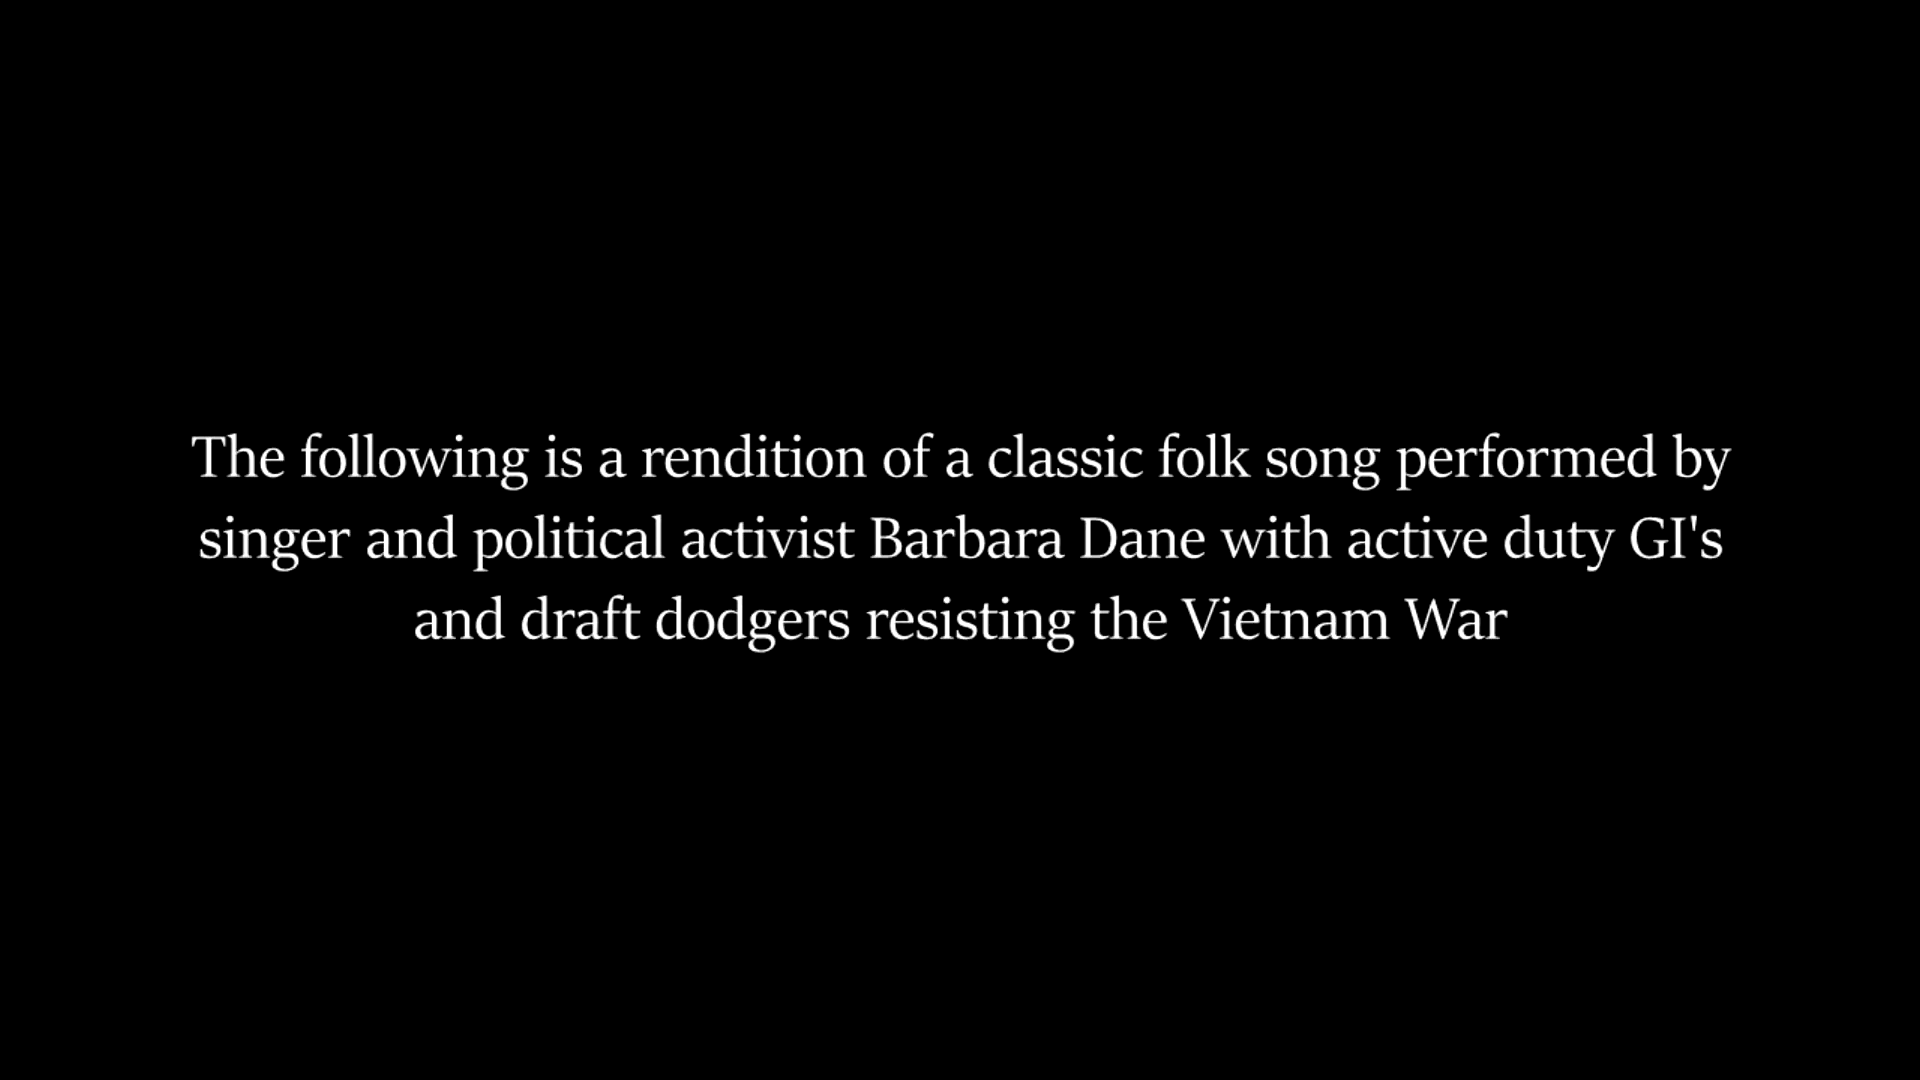 The following is a rendition of a classic folk song performed by
singer and political activist Barbara Dane with active duty GI's
and draft dodgers resisting the Vietnam War